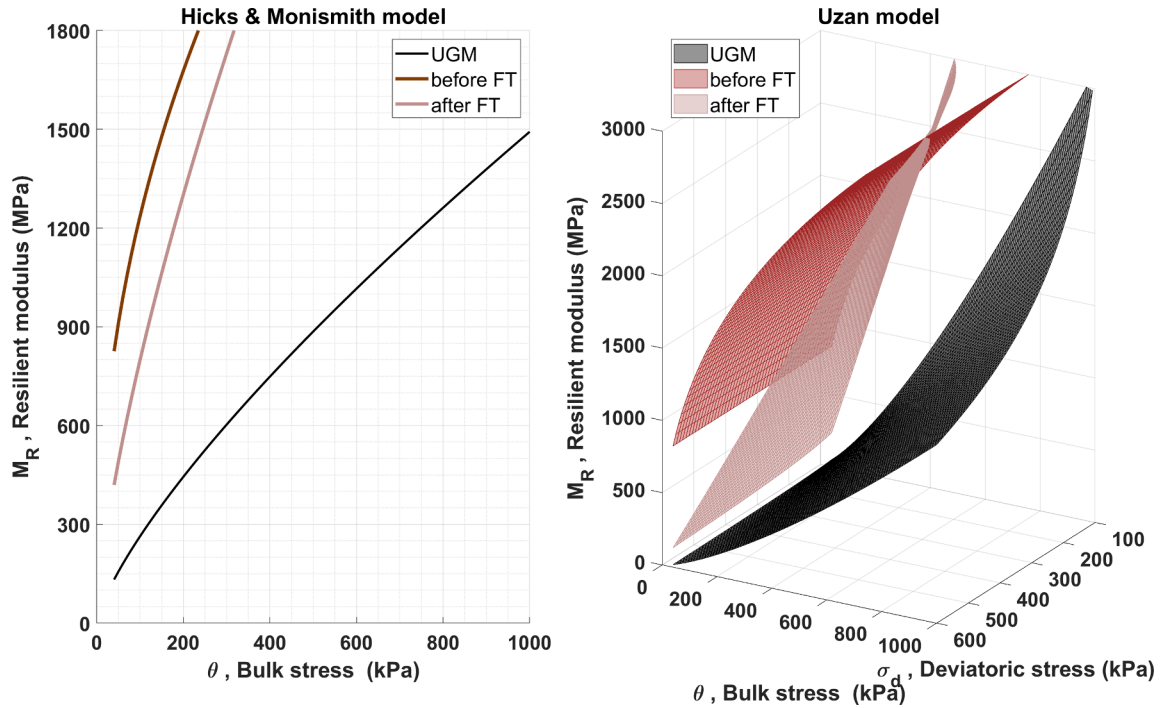 Hicks & Monismith model
UGM
before FT
after FT
M_R , Resilient modulus (MPa)
1800
1500
1200
900
600
300
0
0 200 400 600 800 1000
θ , Bulk stress (kPa)
Uzan model
UGM
before FT
after FT
M_R , Resilient modulus (MPa)
3000
2500
2000
1500
1000
500
0
0 200 400 600 800 1000
θ , Bulk stress (kPa)
100
200
300
400
500
600
σ_d , Deviatoric stress (kPa)